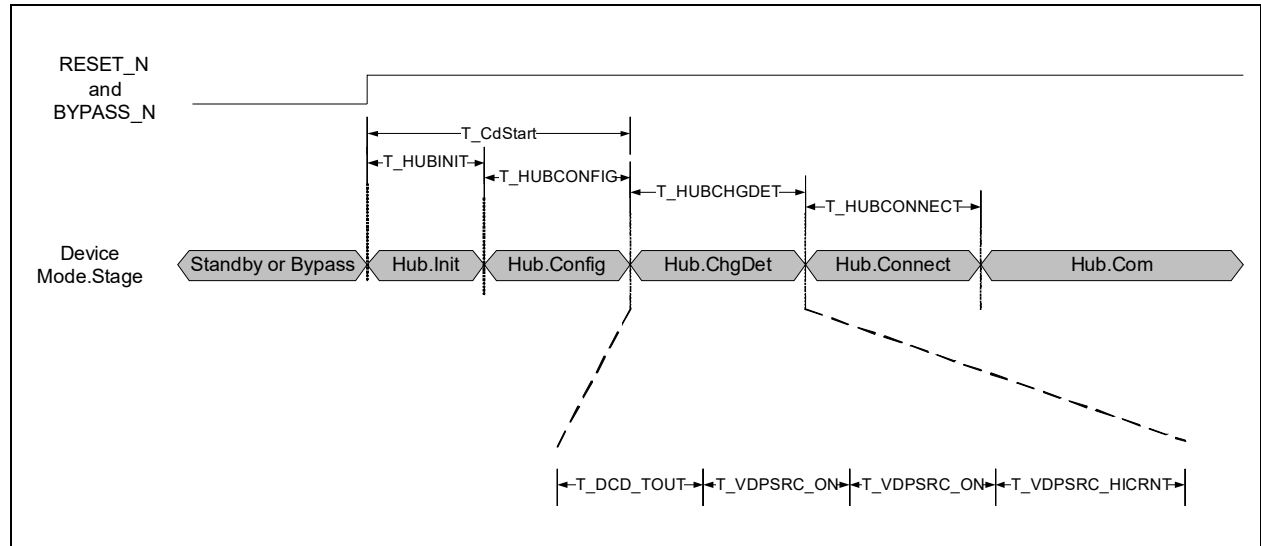 RESET_N
and
BYPASS_N
T_CdStart
T_HUBINIT
T_HUBCONFIG
T_HUBCHGDET
T_HUBCONNECT
Device
Mode.Stage
Standby or Bypass
Hub.Init
Hub.Config
Hub.ChgDet
Hub.Connect
Hub.Com
T_DCD_TOUT
T_VDPSRC_ON
T_VDPSRC_ON
T_VDPSRC_HICRNT